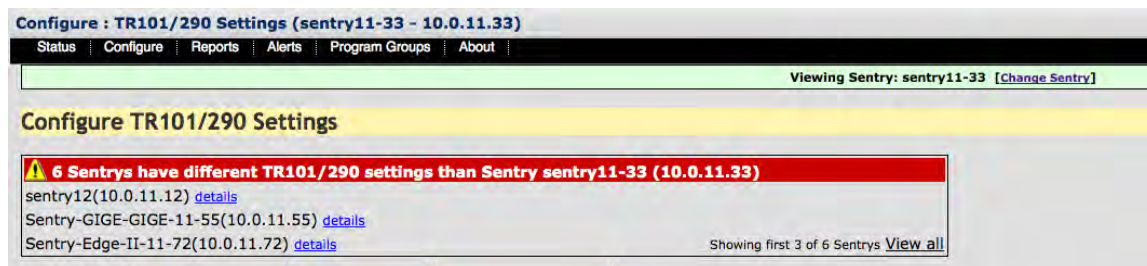 Configure : TR101/290 Settings (sentry11-33 - 10.0.11.33)
Status Configure Reports Alerts Program Groups About
Viewing Sentry: sentry11-33 [Change Sentry]
Configure TR101/290 Settings
6 Sentrys have different TR101/290 settings than Sentry sentry11-33 (10.0.11.33)
sentry12(10.0.11.12) details
Sentry-GIGE-GIGE-11-55(10.0.11.55) details
Sentry-Edge-II-11-72(10.0.11.72) details Showing first 3 of 6 Sentrys View all